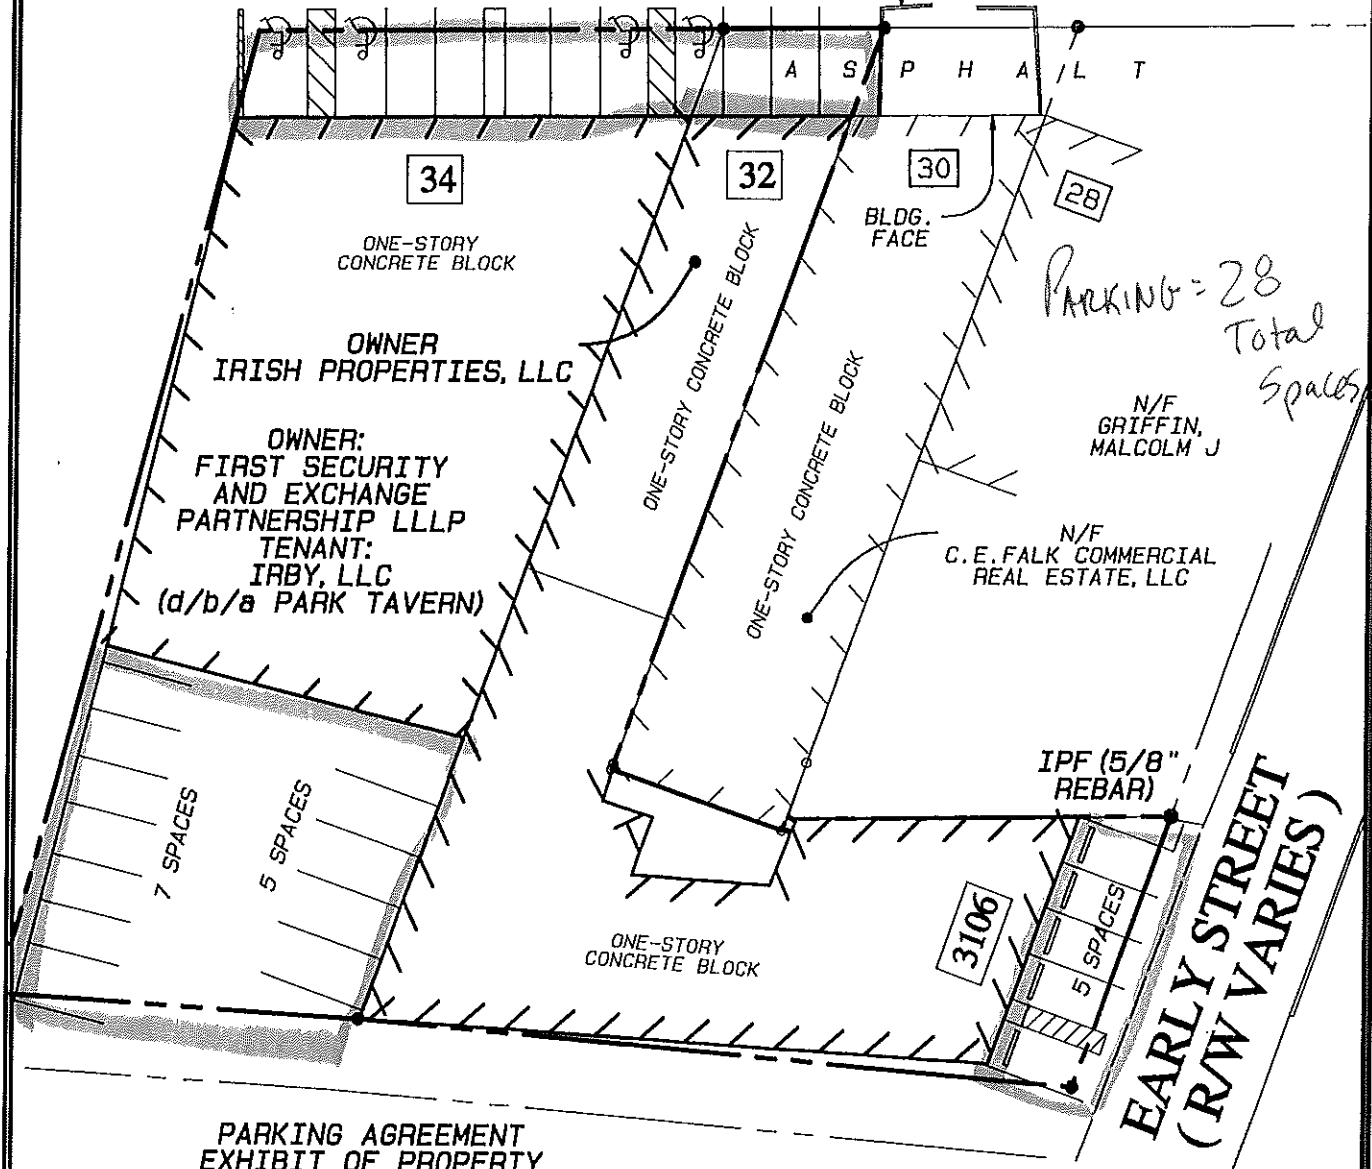 A S P H A L T
34
32
30
28
BLDG.
FACE
ONE-STORY
CONCRETE BLOCK
PARKING = 28
Total
Spaces
OWNER
IRISH PROPERTIES, LLC
ONE-STORY CONCRETE BLOCK
ONE-STORY CONCRETE BLOCK
N/F
GRIFFIN,
MALCOLM J
OWNER:
FIRST SECURITY
AND EXCHANGE
PARTNERSHIP LLLP
TENANT:
IRBY, LLC
(d/b/a PARK TAVERN)
N/F
C.E. FALK COMMERCIAL
REAL ESTATE, LLC
IPF (5/8"
REBAR)
7 SPACES
5 SPACES
3106
5 SPACES
ONE-STORY
CONCRETE BLOCK
EARLY STREET
(R/W VARIES)
PARKING AGREEMENT
EXHIBIT OF PROPERTY